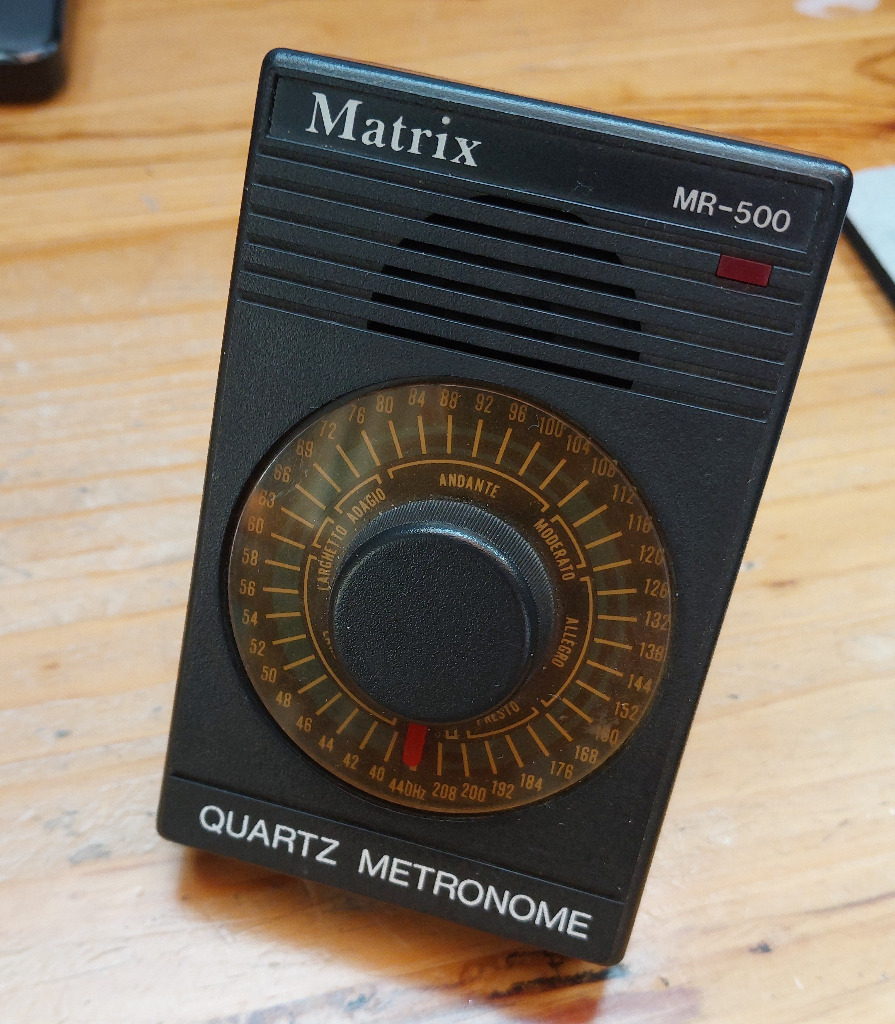 Matrix
MR-500
40 42 44 46 48 50 52 54 56 58 60 63 66 69 72 76 80 84 88 92 96 100 104 108 112 116 120 126 132 138 144 152 160 168 176 184 192 200 208 440Hz
LARGHETTO
ADAGIO
ANDANTE
MODERATO
ALLEGRO
PRESTO
QUARTZ METRONOME